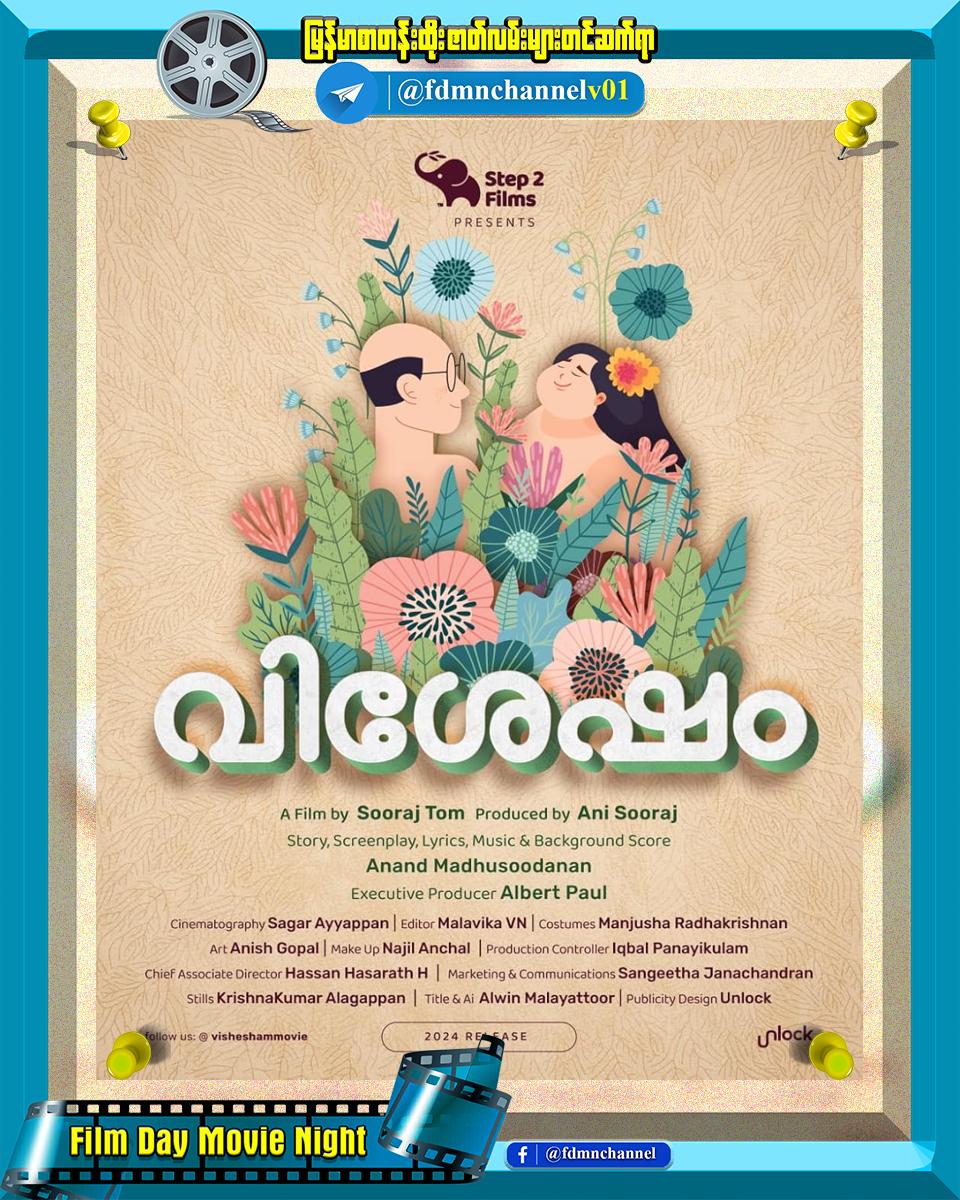 မြန်မာစာတန်းထိုးဇာတ်လမ်းများတင်ဆက်ရာ
@fdmnchannelv01
Step 2
Films
™
PRESENTS
വിശേഷം
A Film by Sooraj Tom Produced by Ani Sooraj
Story, Screenplay, Lyrics, Music & Background Score
Anand Madhusoodanan
Executive Producer Albert Paul
Cinematography Sagar Ayyappan | Editor Malavika VN | Costumes Manjusha Radhakrishnan
Art Anish Gopal | Make Up Najil Anchal | Production Controller Iqbal Panayikulam
Chief Associate Director Hassan Hasarath H | Marketing & Communications Sangeetha Janachandran
Stills KrishnaKumar Alagappan | Title & Ai Alwin Malayattoor | Publicity Design Unlock
follow us: @ visheshammovie
2024 RELEASE
unlock
Film Day Movie Night
f | @fdmnchannel